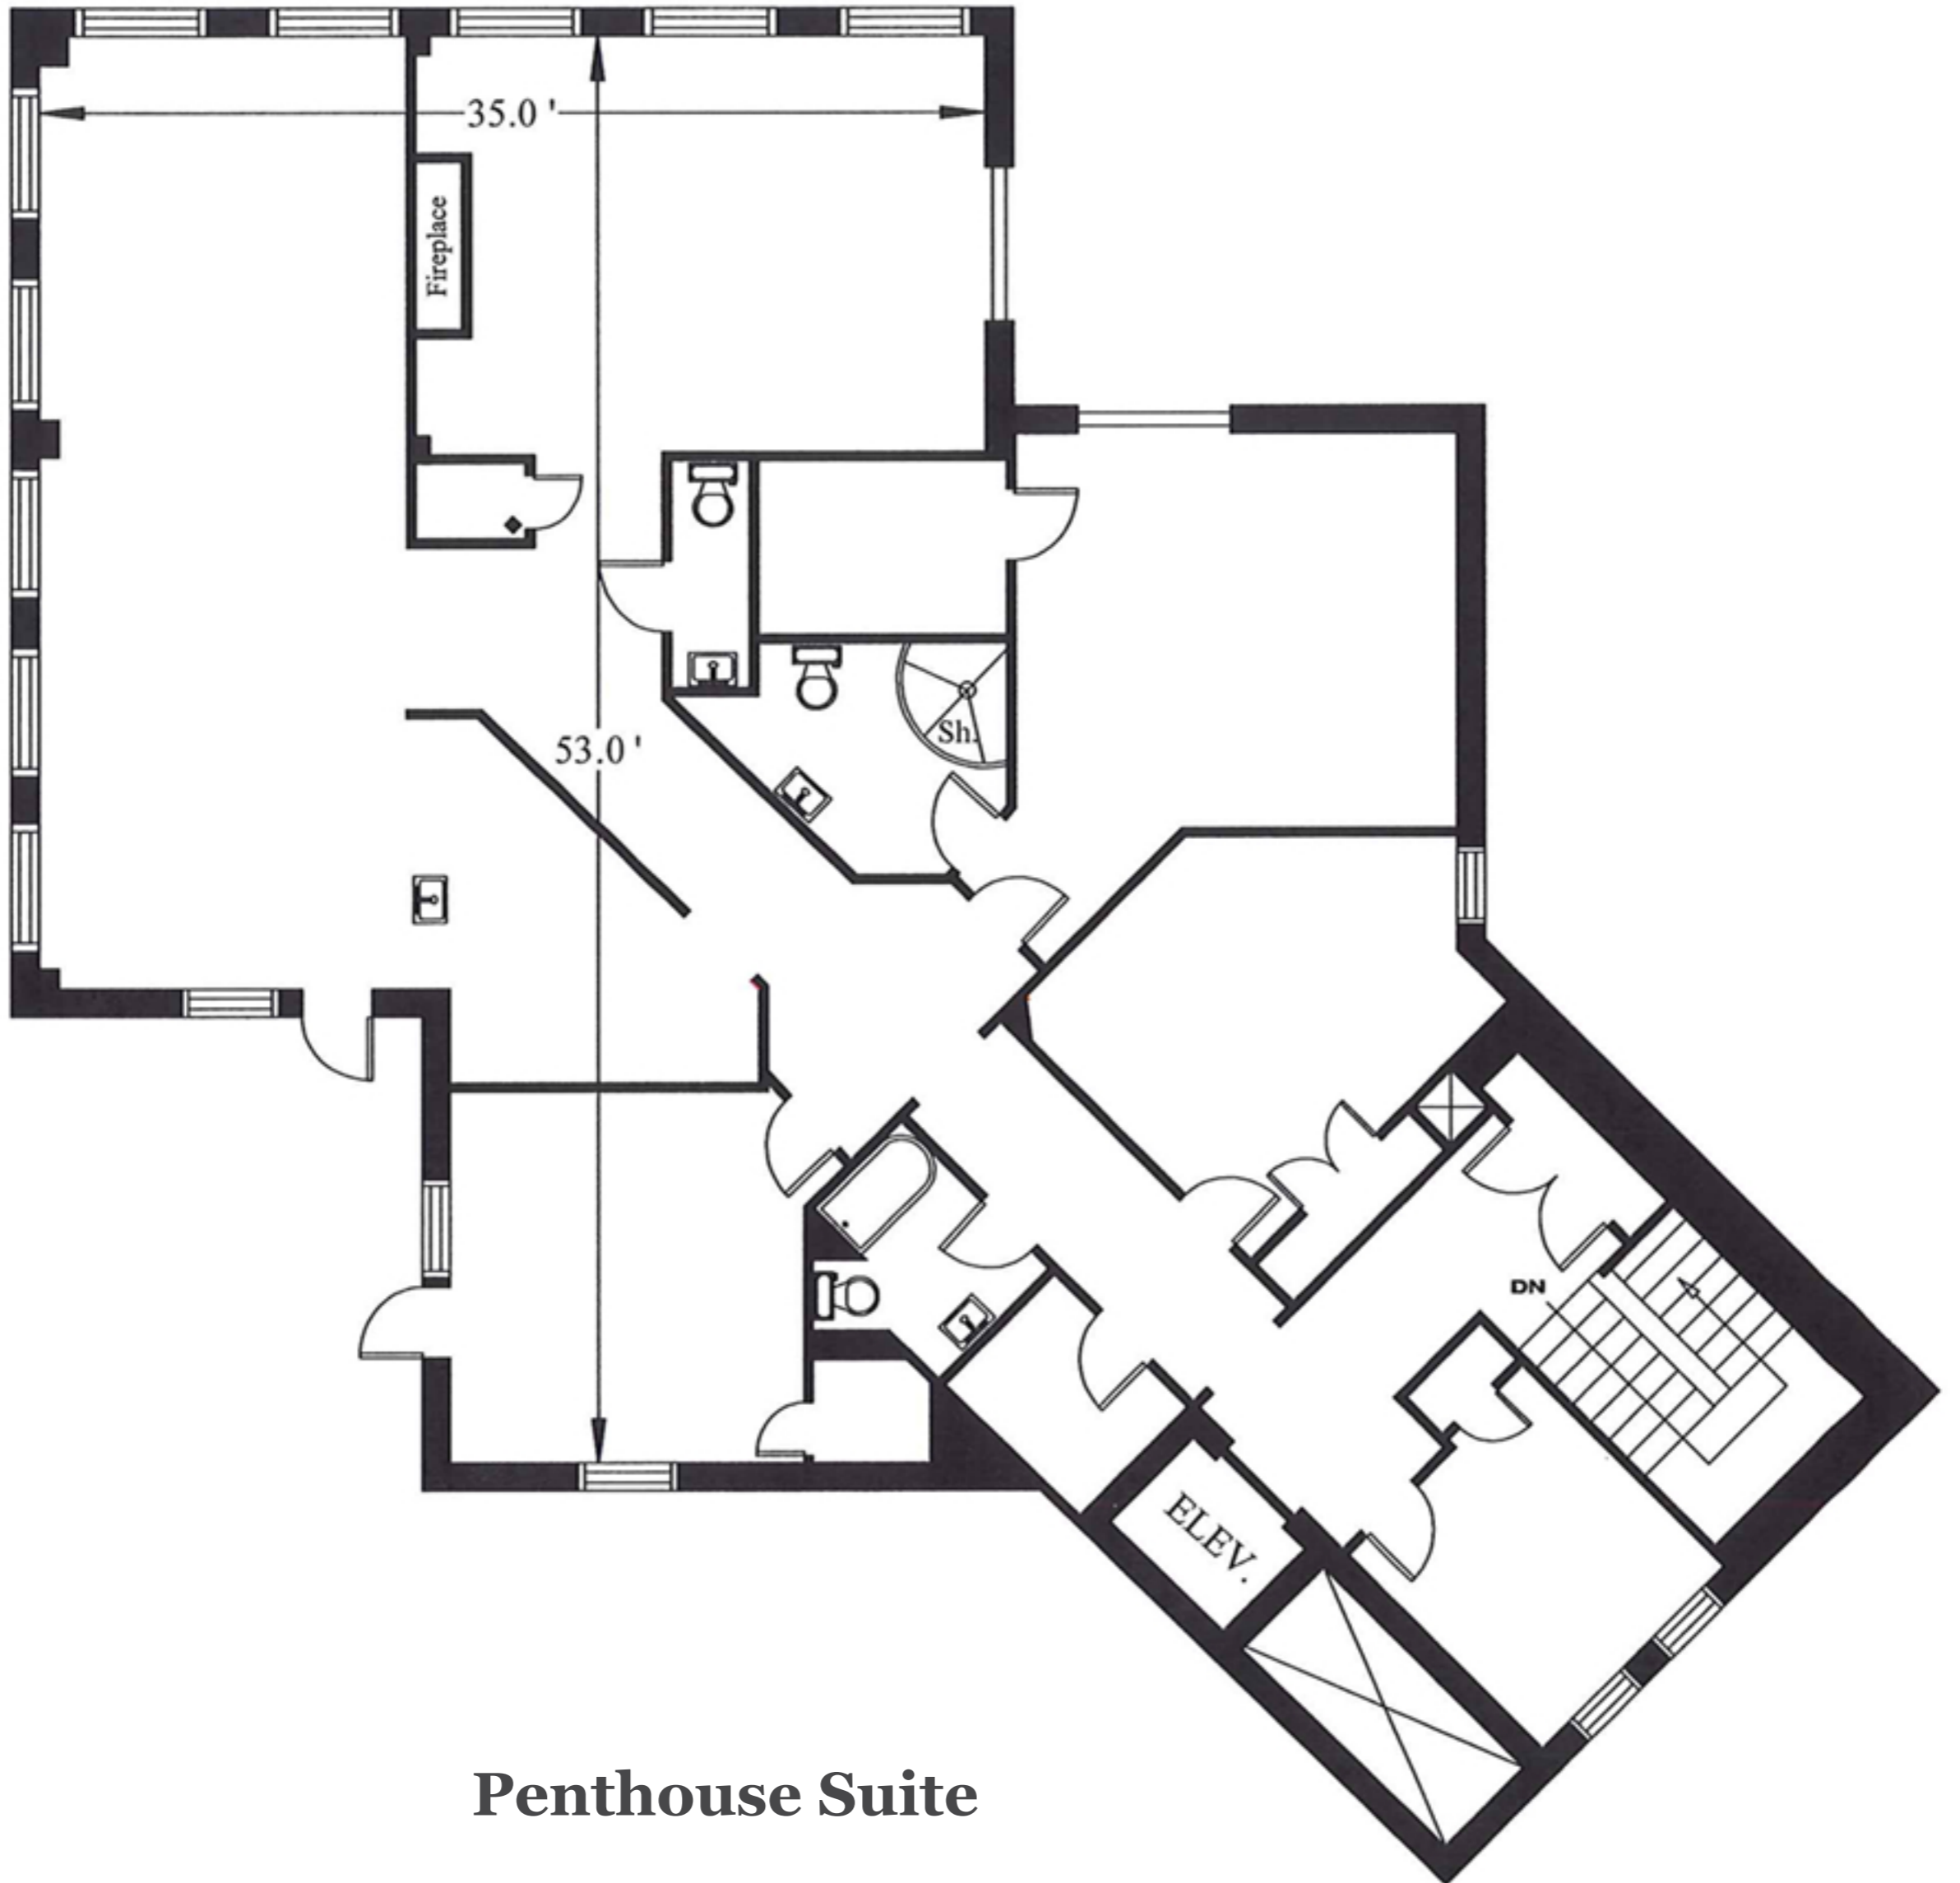 35.0 '
Fireplace
53.0 '
Sh.
DN
ELEV.
Penthouse Suite